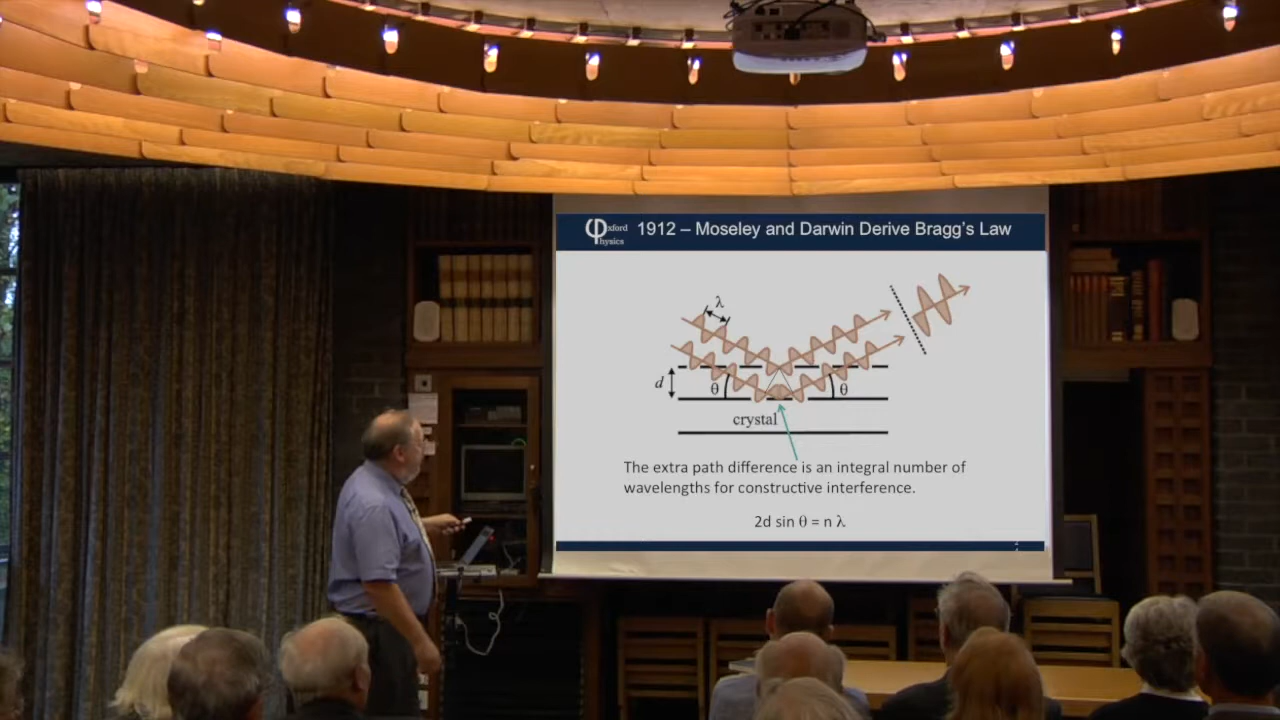 φxford
Physics
1912 – Moseley and Darwin Derive Bragg's Law
λ
d
θ
θ
crystal
The extra path difference is an integral number of
wavelengths for constructive interference.
2d sin θ = n λ